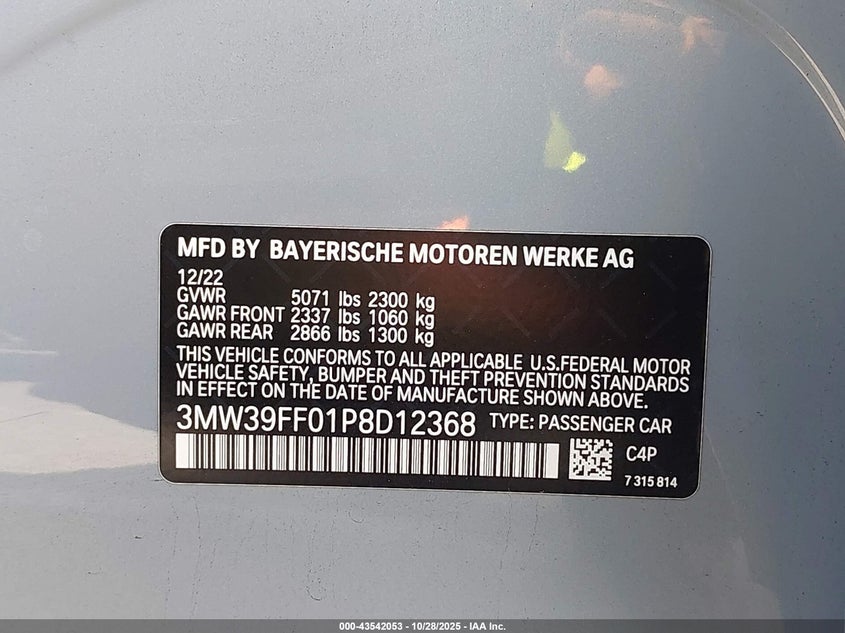 MFD BY BAYERISCHE MOTOREN WERKE AG
12/22
GVWR 5071 lbs 2300 kg
GAWR FRONT 2337 lbs 1060 kg
GAWR REAR 2866 lbs 1300 kg
THIS VEHICLE CONFORMS TO ALL APPLICABLE U.S.FEDERAL MOTOR
VEHICLE SAFETY, BUMPER AND THEFT PREVENTION STANDARDS
IN EFFECT ON THE DATE OF MANUFACTURE SHOWN ABOVE.
3MW39FF01P8D12368 TYPE: PASSENGER CAR
C4P
7 315 814
000-43542053 - 10/28/2025 - IAA Inc.